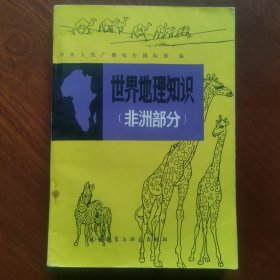 中央人民广播电台国际部 编
世界地理知识
（非洲部分）